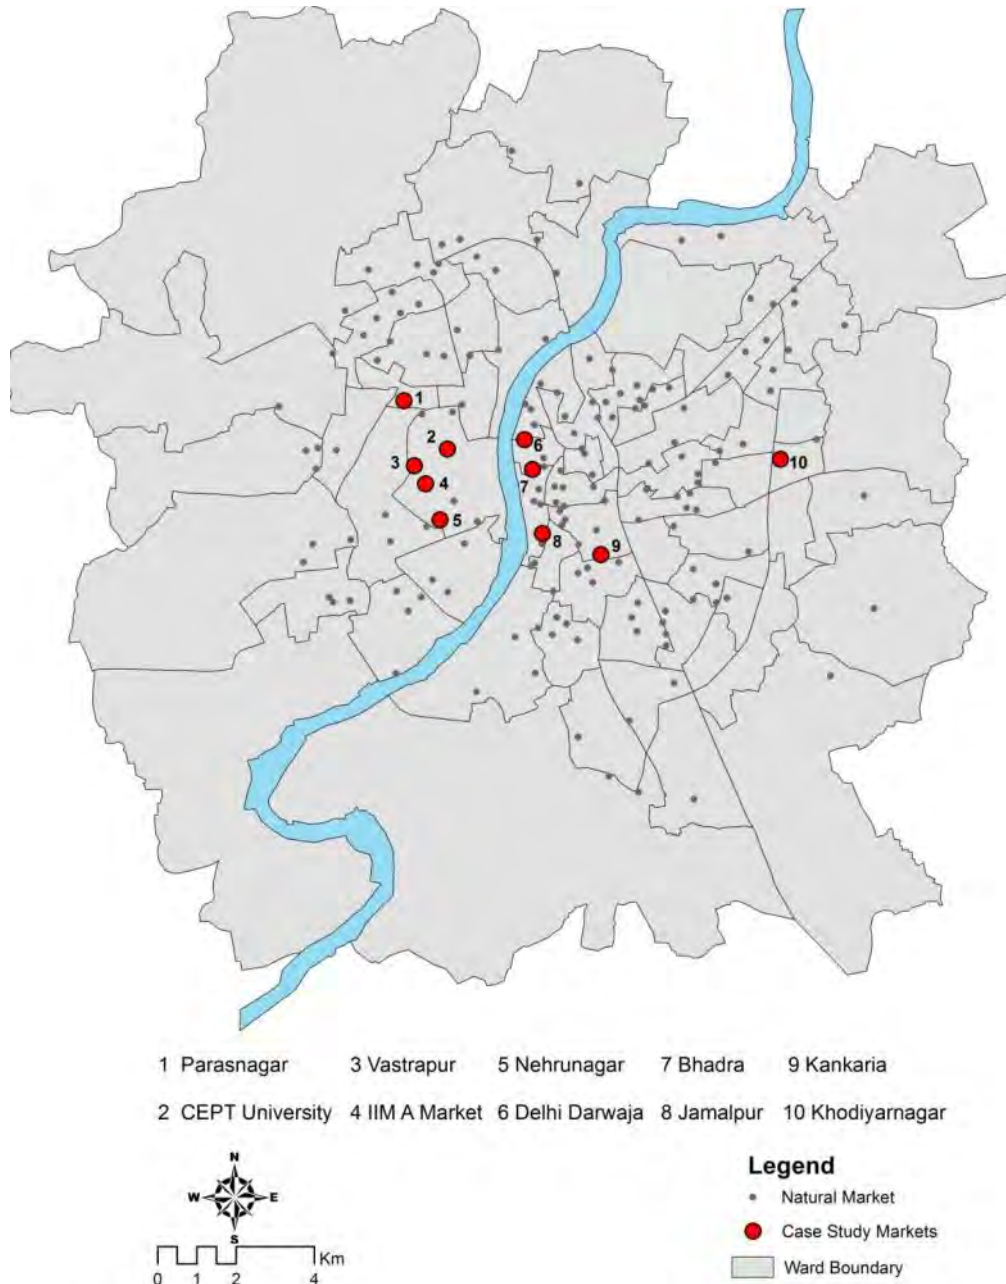 1
2
3
4
5
6
7
8
9
10
1 Parasnagar 3 Vastrapur 5 Nehrunagar 7 Bhadra 9 Kankaria
2 CEPT University 4 IIM A Market 6 Delhi Darwaja 8 Jamalpur 10 Khodiyarnagar
N
W E
S
Km
0 1 2 4
Legend
Natural Market
Case Study Markets
Ward Boundary